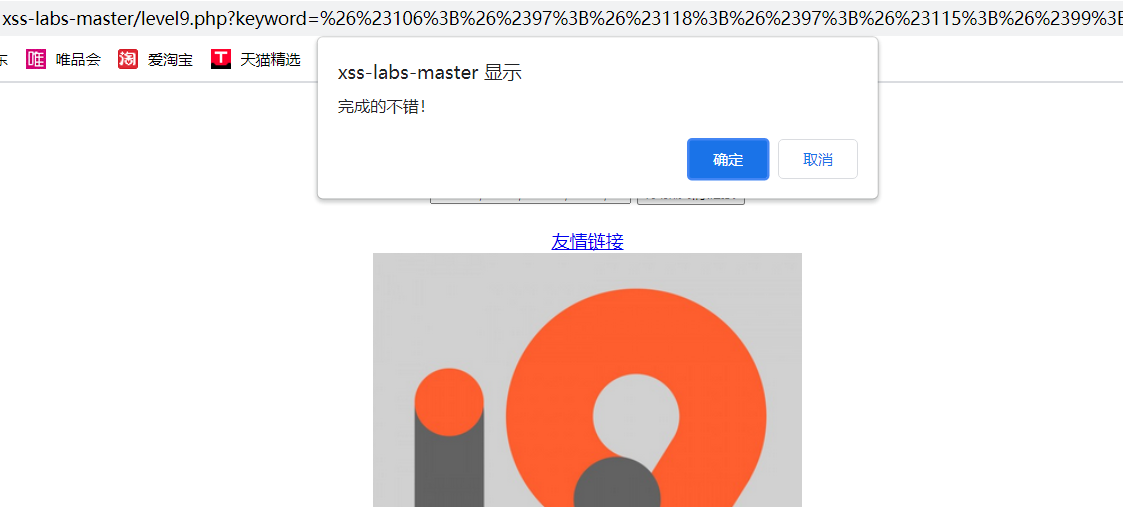 xss-labs-master/level9.php?keyword=%26%23106%3B%26%2397%3B%26%23118%3B%26%2397%3B%26%23115%3B%26%2399%3B
东 唯 唯品会 淘 爱淘宝 T 天猫精选
xss-labs-master 显示
完成的不错！
确定 取消
友情链接